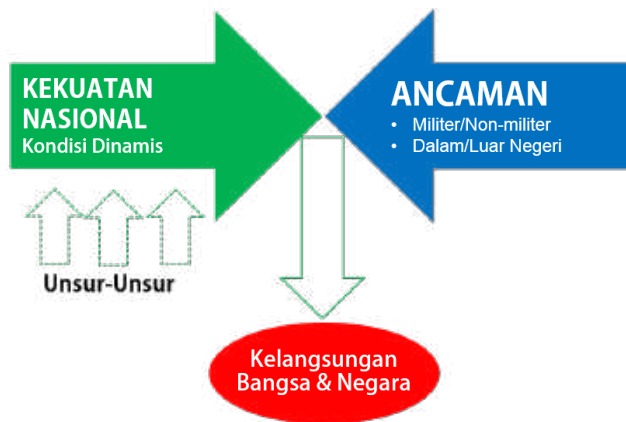 KEKUATAN
NASIONAL
Kondisi Dinamis
ANCAMAN
• Militer/Non-militer
• Dalam/Luar Negeri
Unsur-Unsur
Kelangsungan
Bangsa & Negara